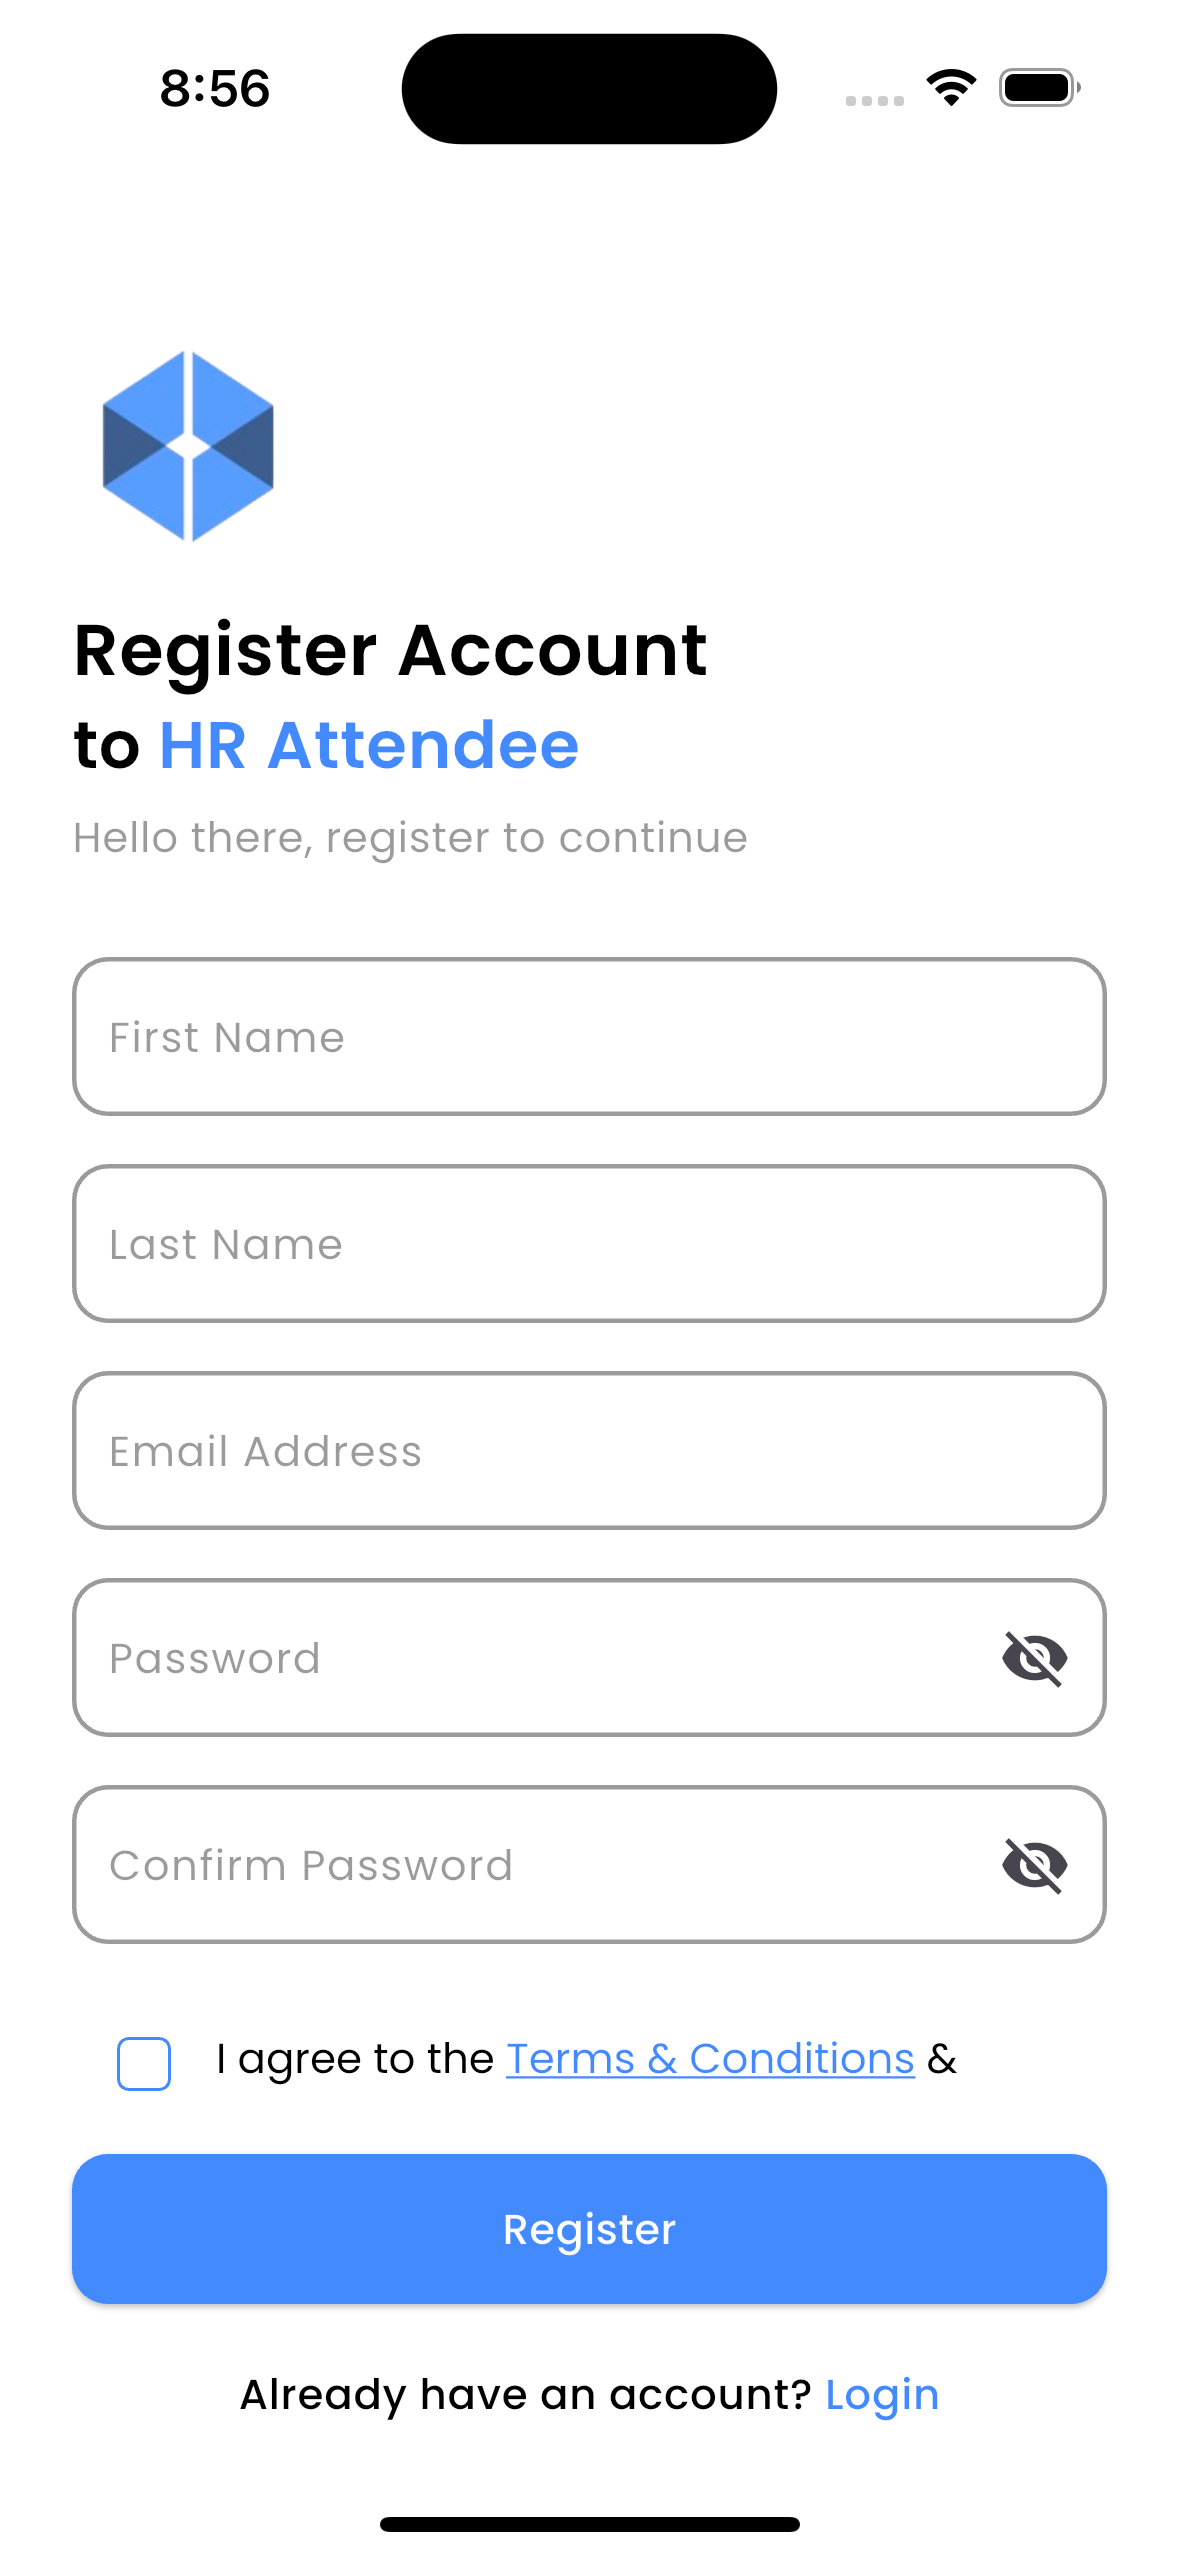 8:56
Register Account
to HR Attendee
Hello there, register to continue
First Name
Last Name
Email Address
Password
Confirm Password
I agree to the Terms & Conditions &
Register
Already have an account? Login